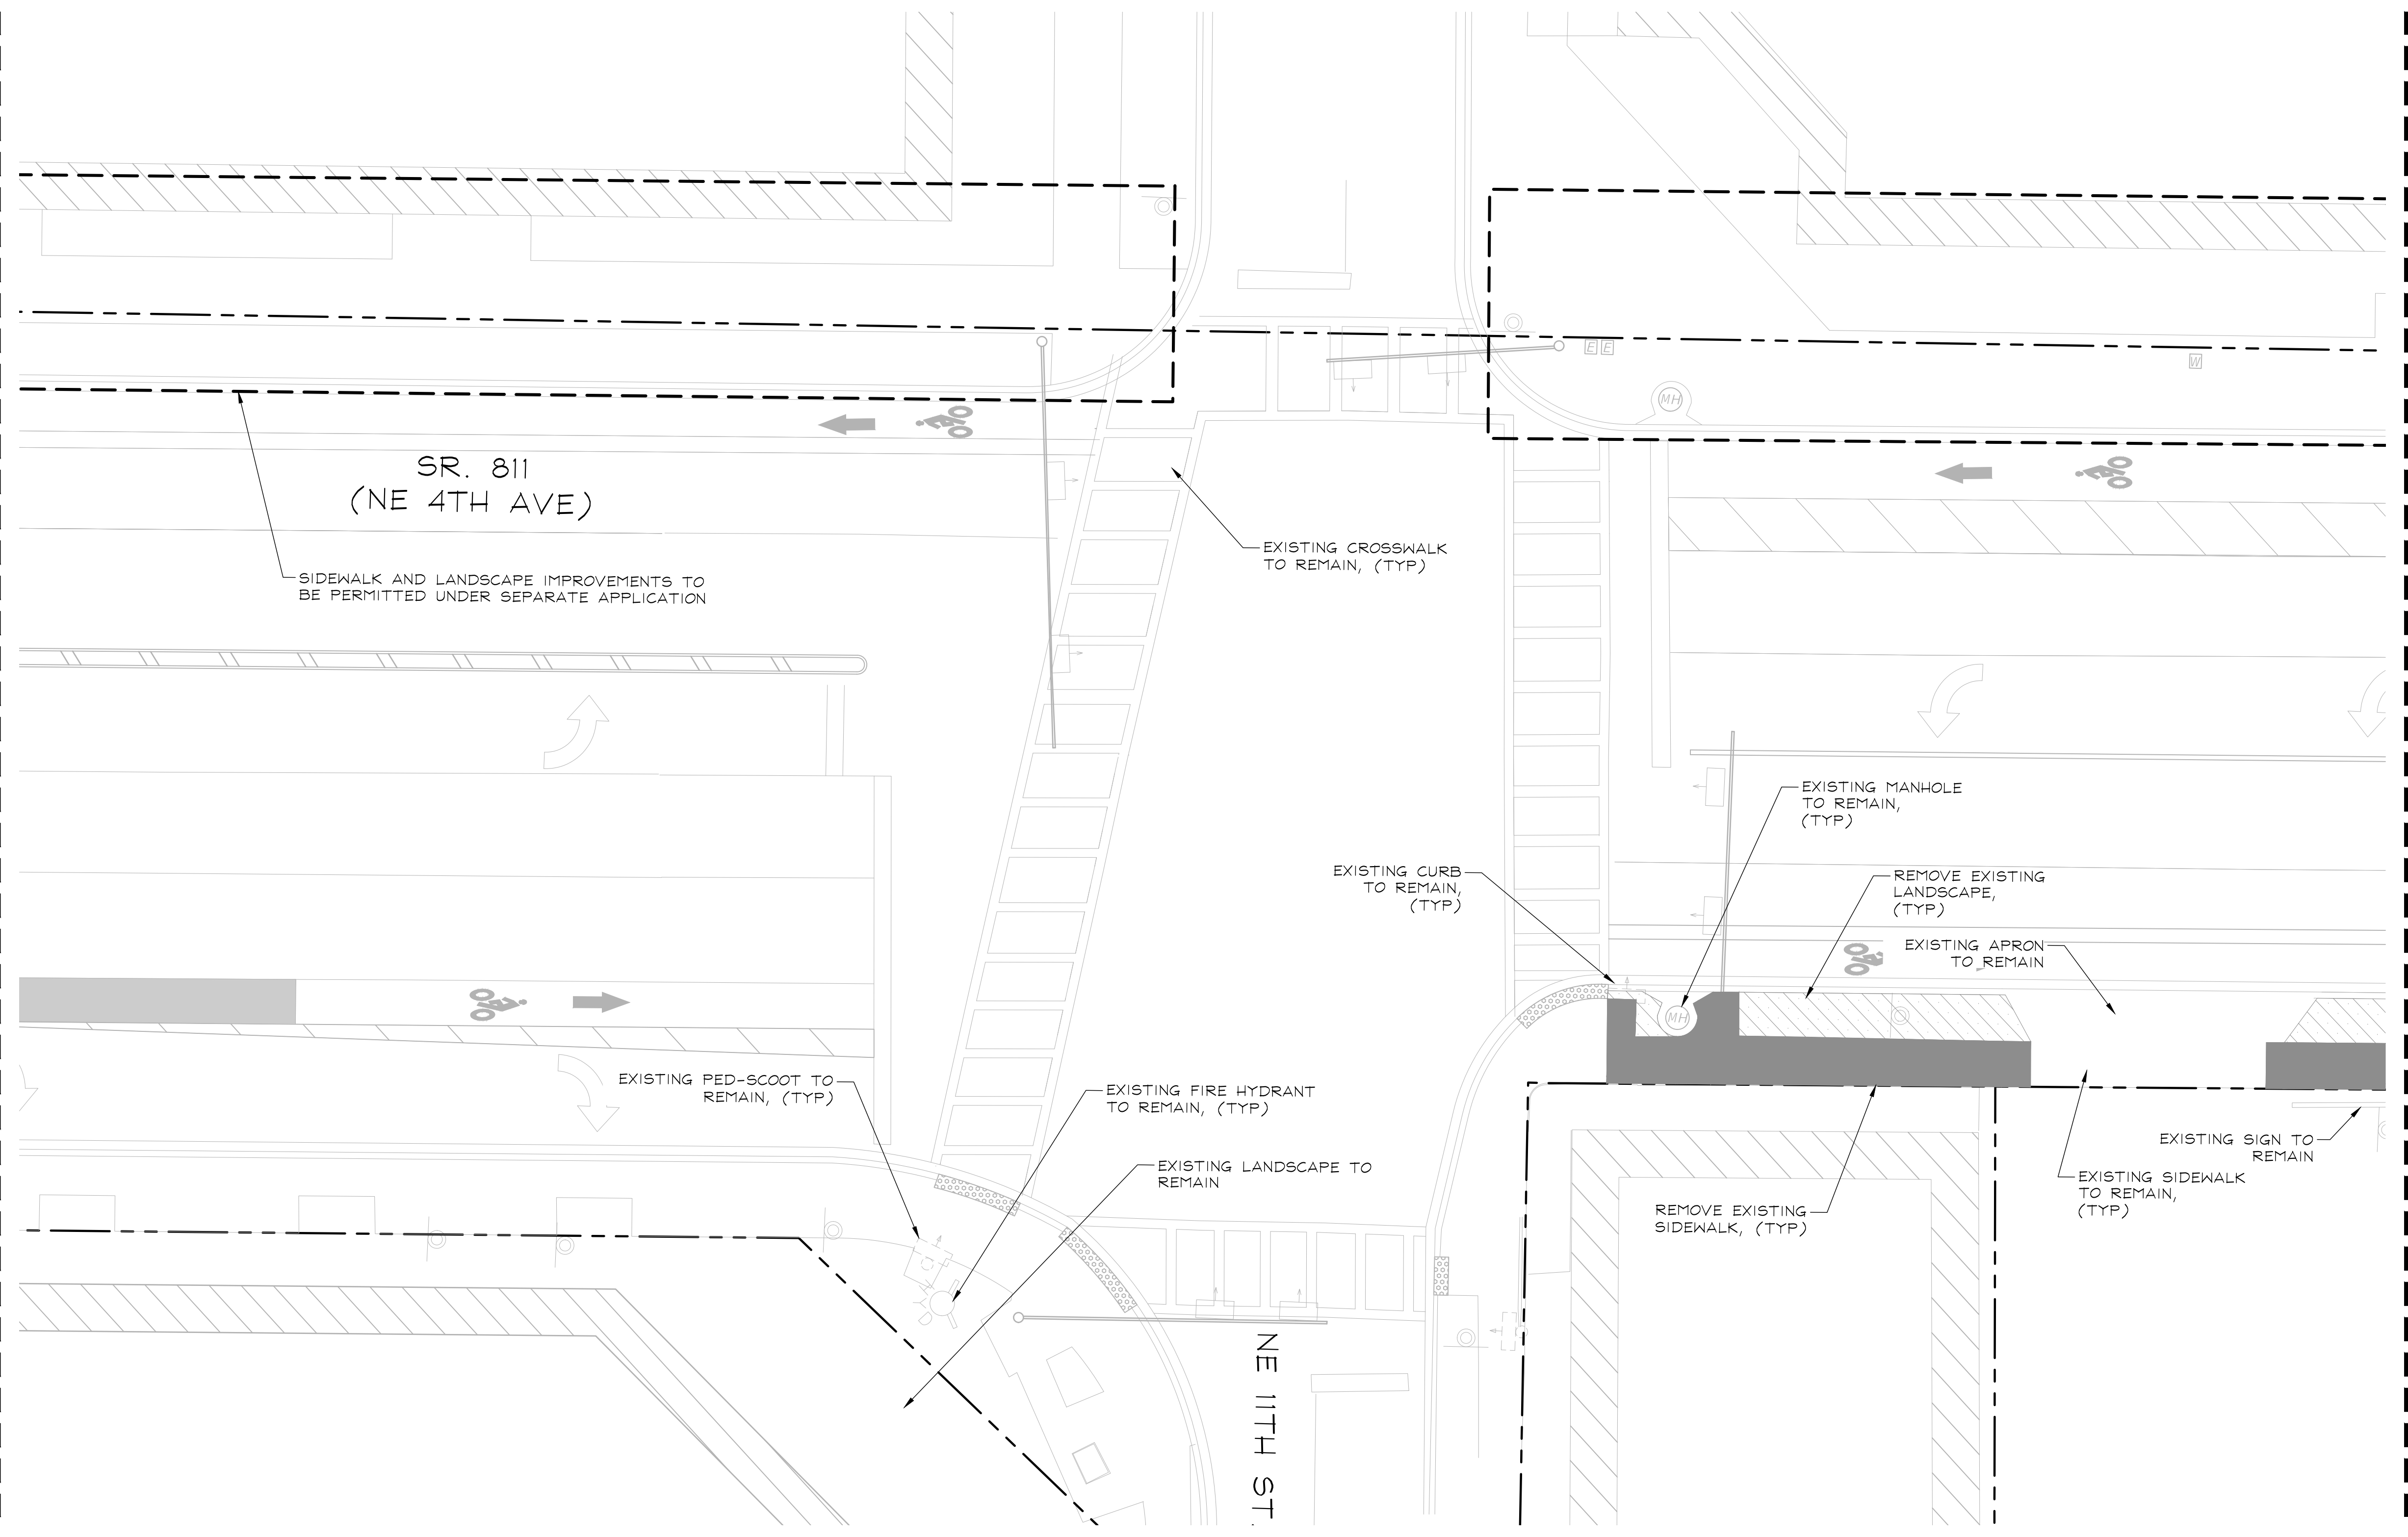 E E
W
MH
SR. 811
(NE 4TH AVE)
EXISTING CROSSWALK
TO REMAIN, (TYP)
SIDEWALK AND LANDSCAPE IMPROVEMENTS TO
BE PERMITTED UNDER SEPARATE APPLICATION
EXISTING MANHOLE
TO REMAIN,
(TYP)
EXISTING CURB
TO REMAIN,
(TYP)
REMOVE EXISTING
LANDSCAPE,
(TYP)
EXISTING APRON
TO REMAIN
MH
EXISTING PED-SCOOT TO
REMAIN, (TYP)
EXISTING FIRE HYDRANT
TO REMAIN, (TYP)
EXISTING LANDSCAPE TO
REMAIN
EXISTING SIGN TO
REMAIN
EXISTING SIDEWALK
TO REMAIN,
(TYP)
REMOVE EXISTING
SIDEWALK, (TYP)
NE 11TH ST.